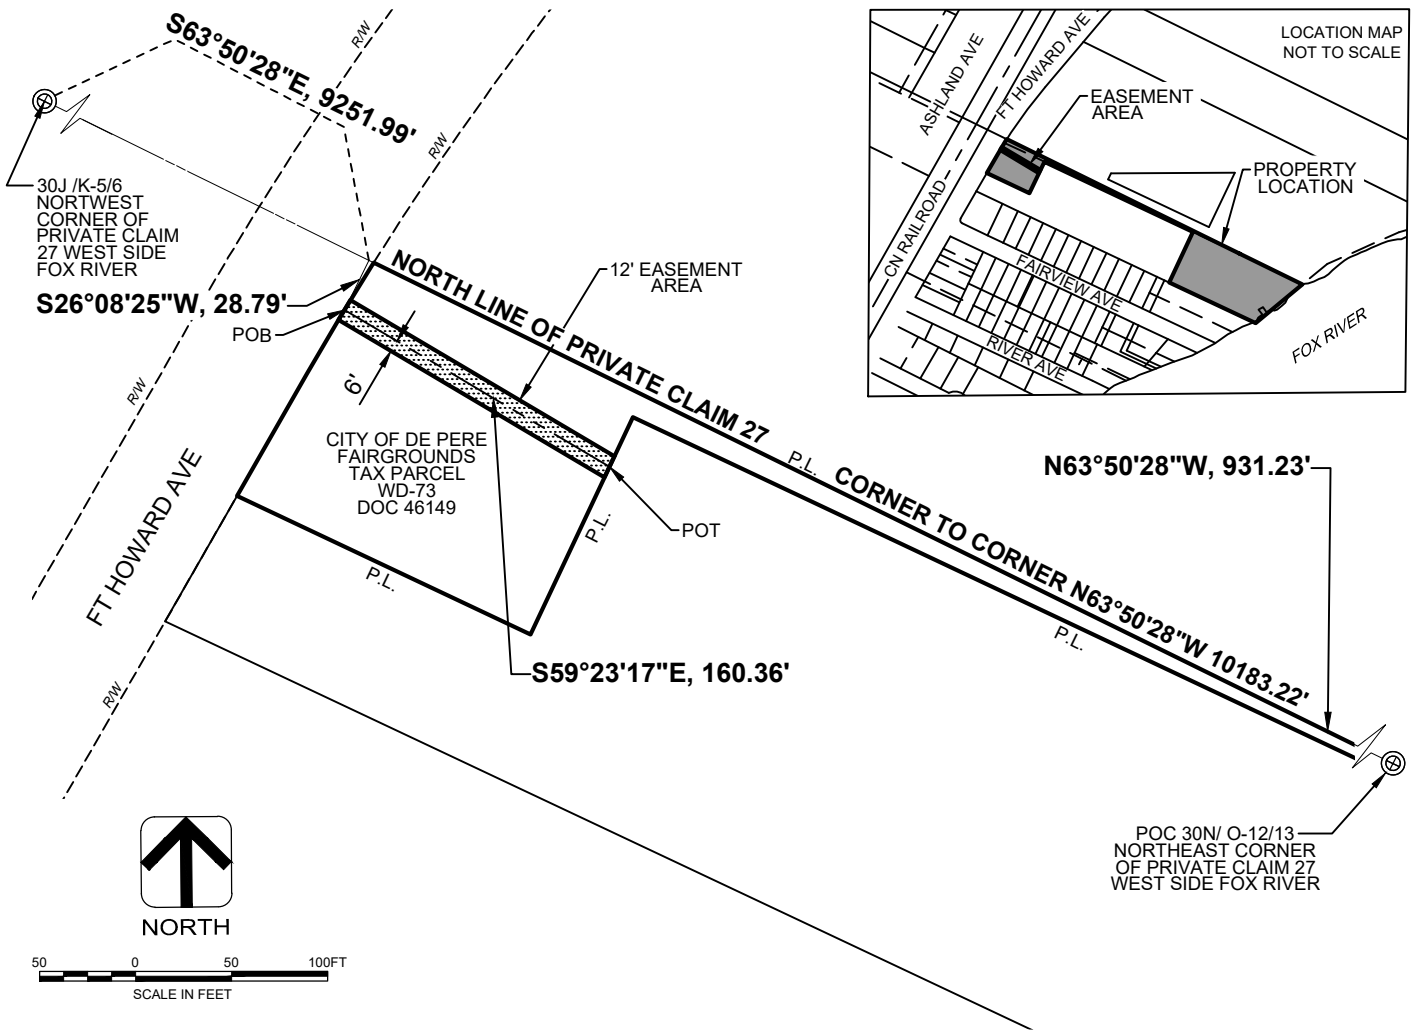 S63°50'28"E, 9251.99'
R/W
R/W
30J /K-5/6
NORTWEST
CORNER OF
PRIVATE CLAIM
27 WEST SIDE
FOX RIVER
S26°08'25"W, 28.79'
POB
NORTH LINE OF PRIVATE CLAIM 27
12' EASEMENT
AREA
6'
R/W
CITY OF DE PERE
FAIRGROUNDS
TAX PARCEL
WD-73
DOC 46149
FT HOWARD AVE
P.L.
P.L.
POT
P.L.
CORNER TO CORNER N63°50'28"W 10183.22'
N63°50'28"W, 931.23'
P.L.
S59°23'17"E, 160.36'
R/W
POC 30N/ O-12/13
NORTHEAST CORNER
OF PRIVATE CLAIM 27
WEST SIDE FOX RIVER
NORTH
50 0 50 100FT
SCALE IN FEET
LOCATION MAP
NOT TO SCALE
ASHLAND AVE
FT HOWARD AVE
EASEMENT
AREA
PROPERTY
LOCATION
CN RAILROAD
FAIRVIEW AVE
RIVER AVE
FOX RIVER